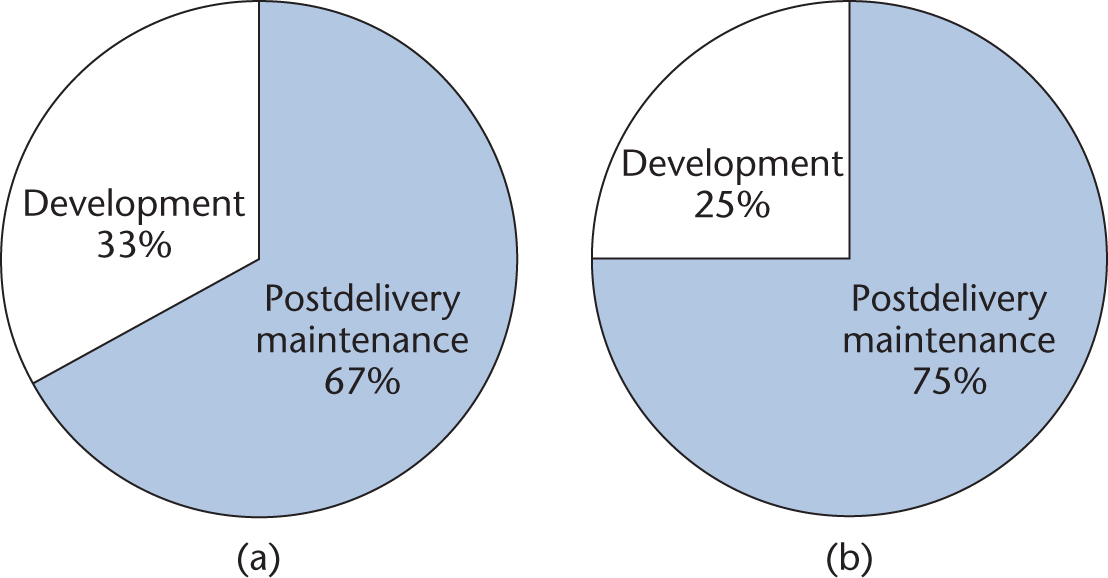 Development
33%
Postdelivery
maintenance
67%
(a)
Development
25%
Postdelivery
maintenance
75%
(b)